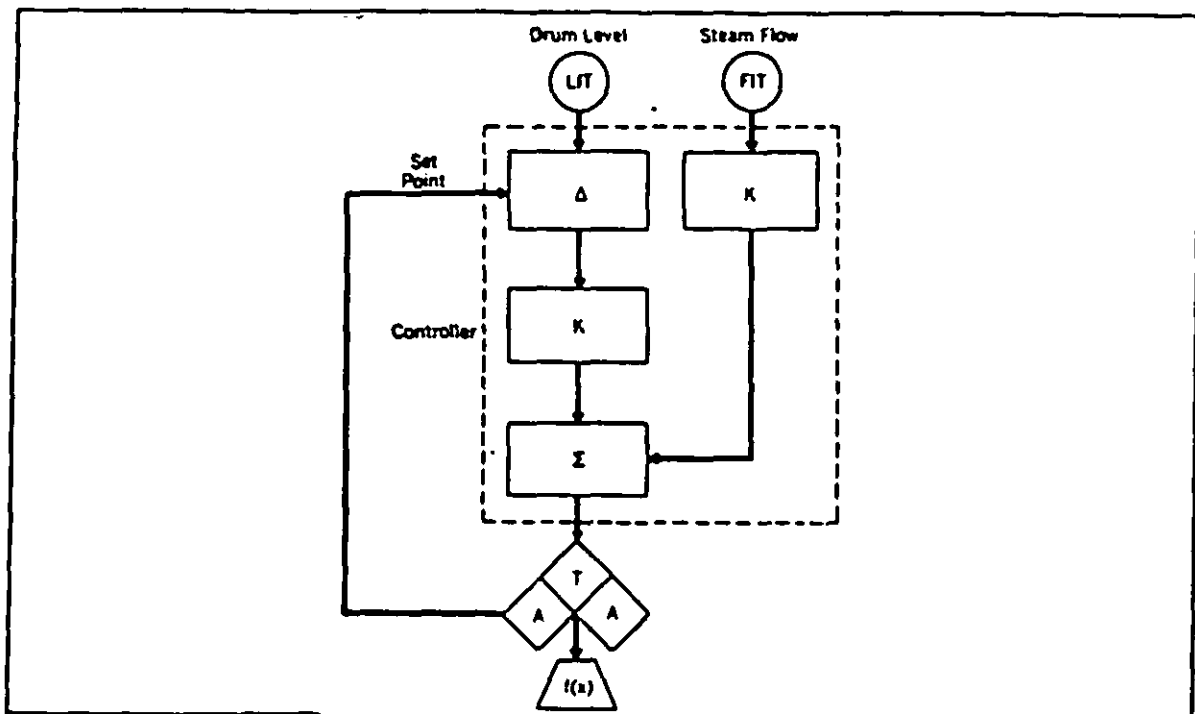 Drum Level
Steam Flow
LIT
FIT
Set
Point
Δ
K
Controller
K
Σ
T
A
A
f(x)